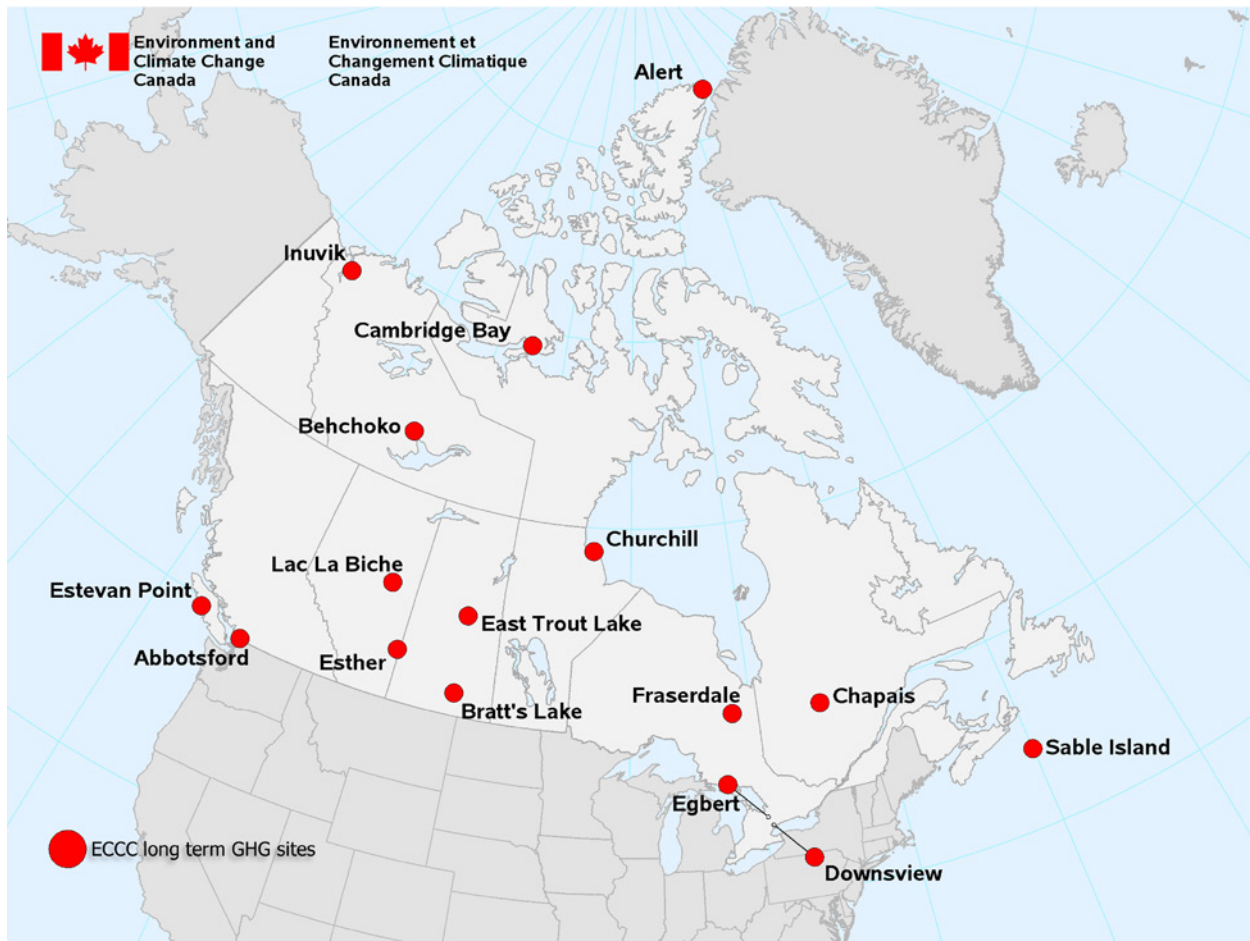 Environment and
Climate Change
Canada
Environnement et
Changement Climatique
Canada
Alert
Inuvik
Cambridge Bay
Behchoko
Churchill
Lac La Biche
Estevan Point
East Trout Lake
Abbotsford
Esther
Bratt's Lake
Fraserdale
Chapais
Sable Island
Egbert
ECCC long term GHG sites
Downsview